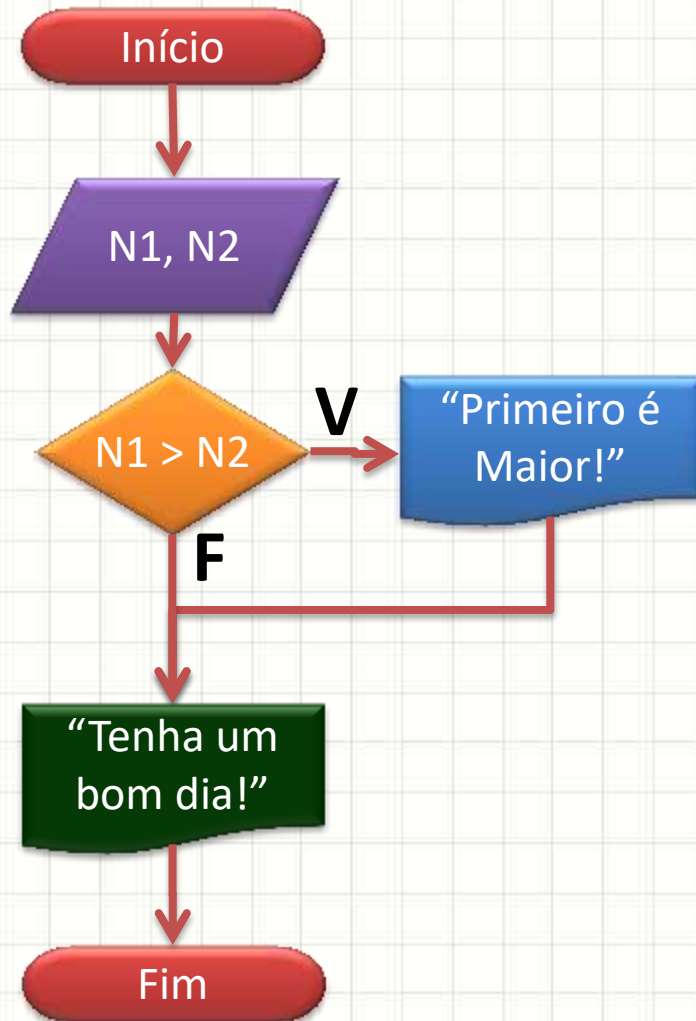 Início
N1, N2
N1 > N2
V
“Primeiro é
Maior!”
F
“Tenha um
bom dia!”
Fim